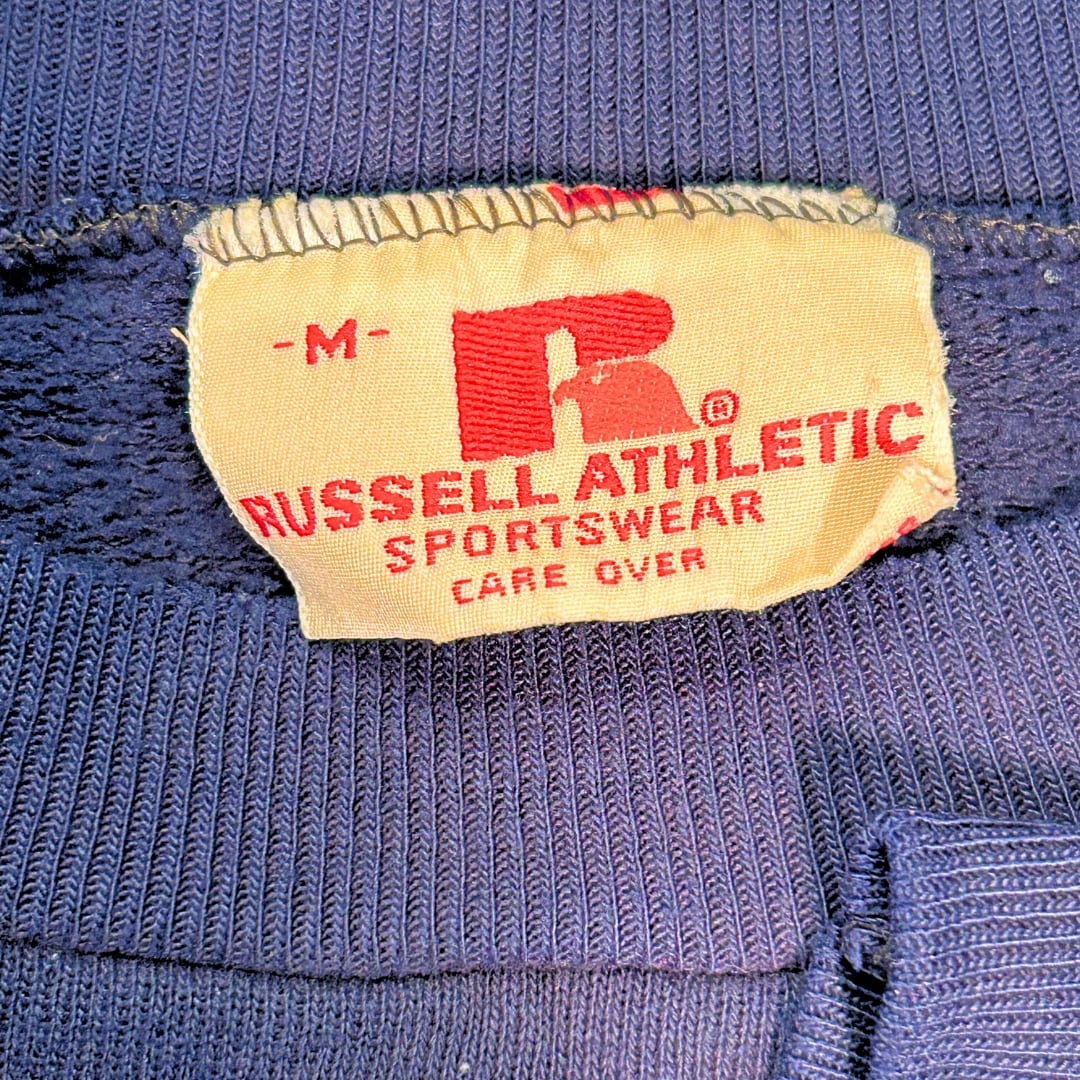 -M-
R ®
RUSSELL ATHLETIC
SPORTSWEAR
CARE OVER